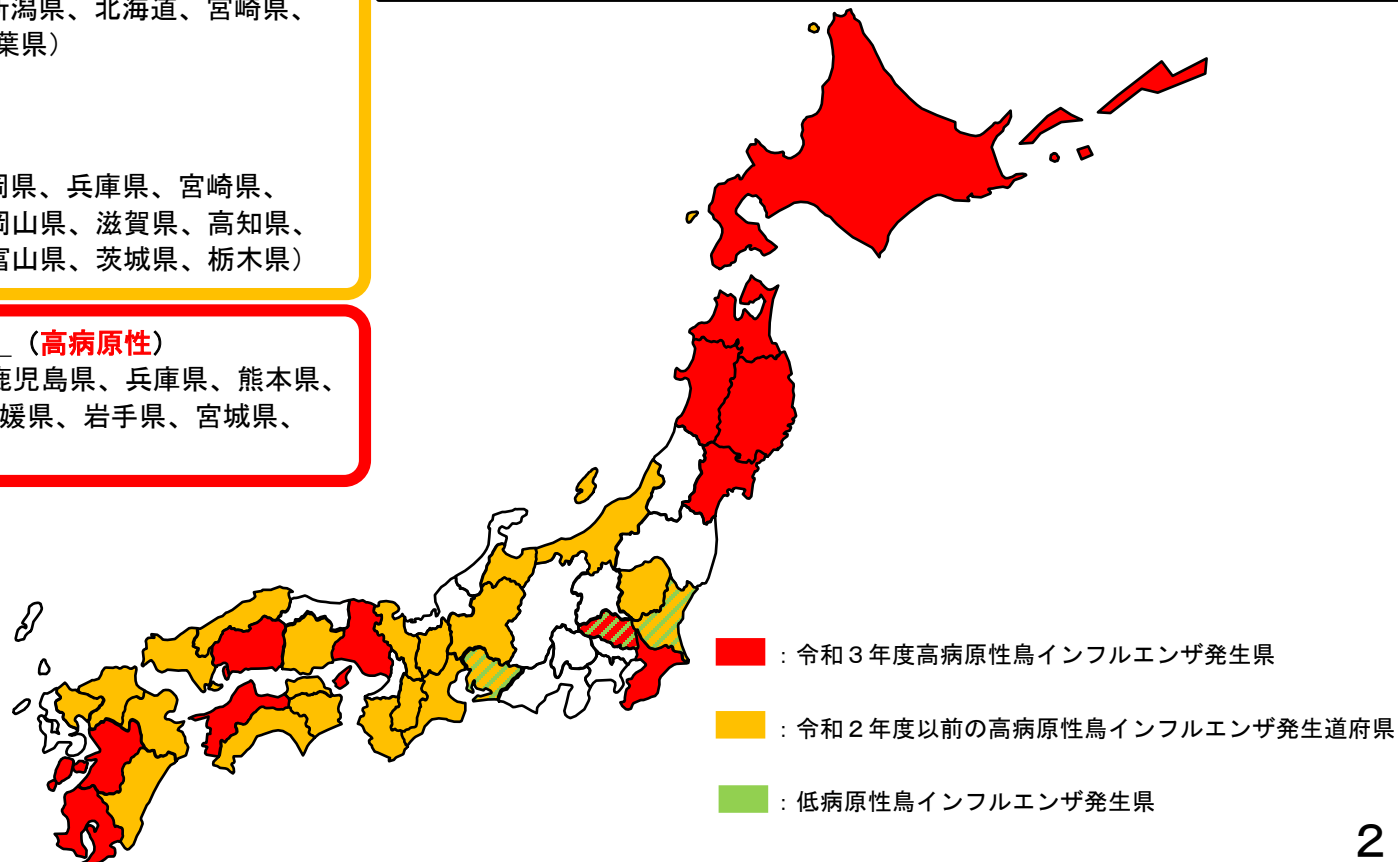 新潟県、北海道、宮崎県、
葉県）
岡県、兵庫県、宮崎県、
岡山県、滋賀県、高知県、
富山県、茨城県、栃木県）
_（高病原性）
鹿児島県、兵庫県、熊本県、
媛県、岩手県、宮城県、
：令和３年度高病原性鳥インフルエンザ発生県
：令和２年度以前の高病原性鳥インフルエンザ発生道府県
：低病原性鳥インフルエンザ発生県
2